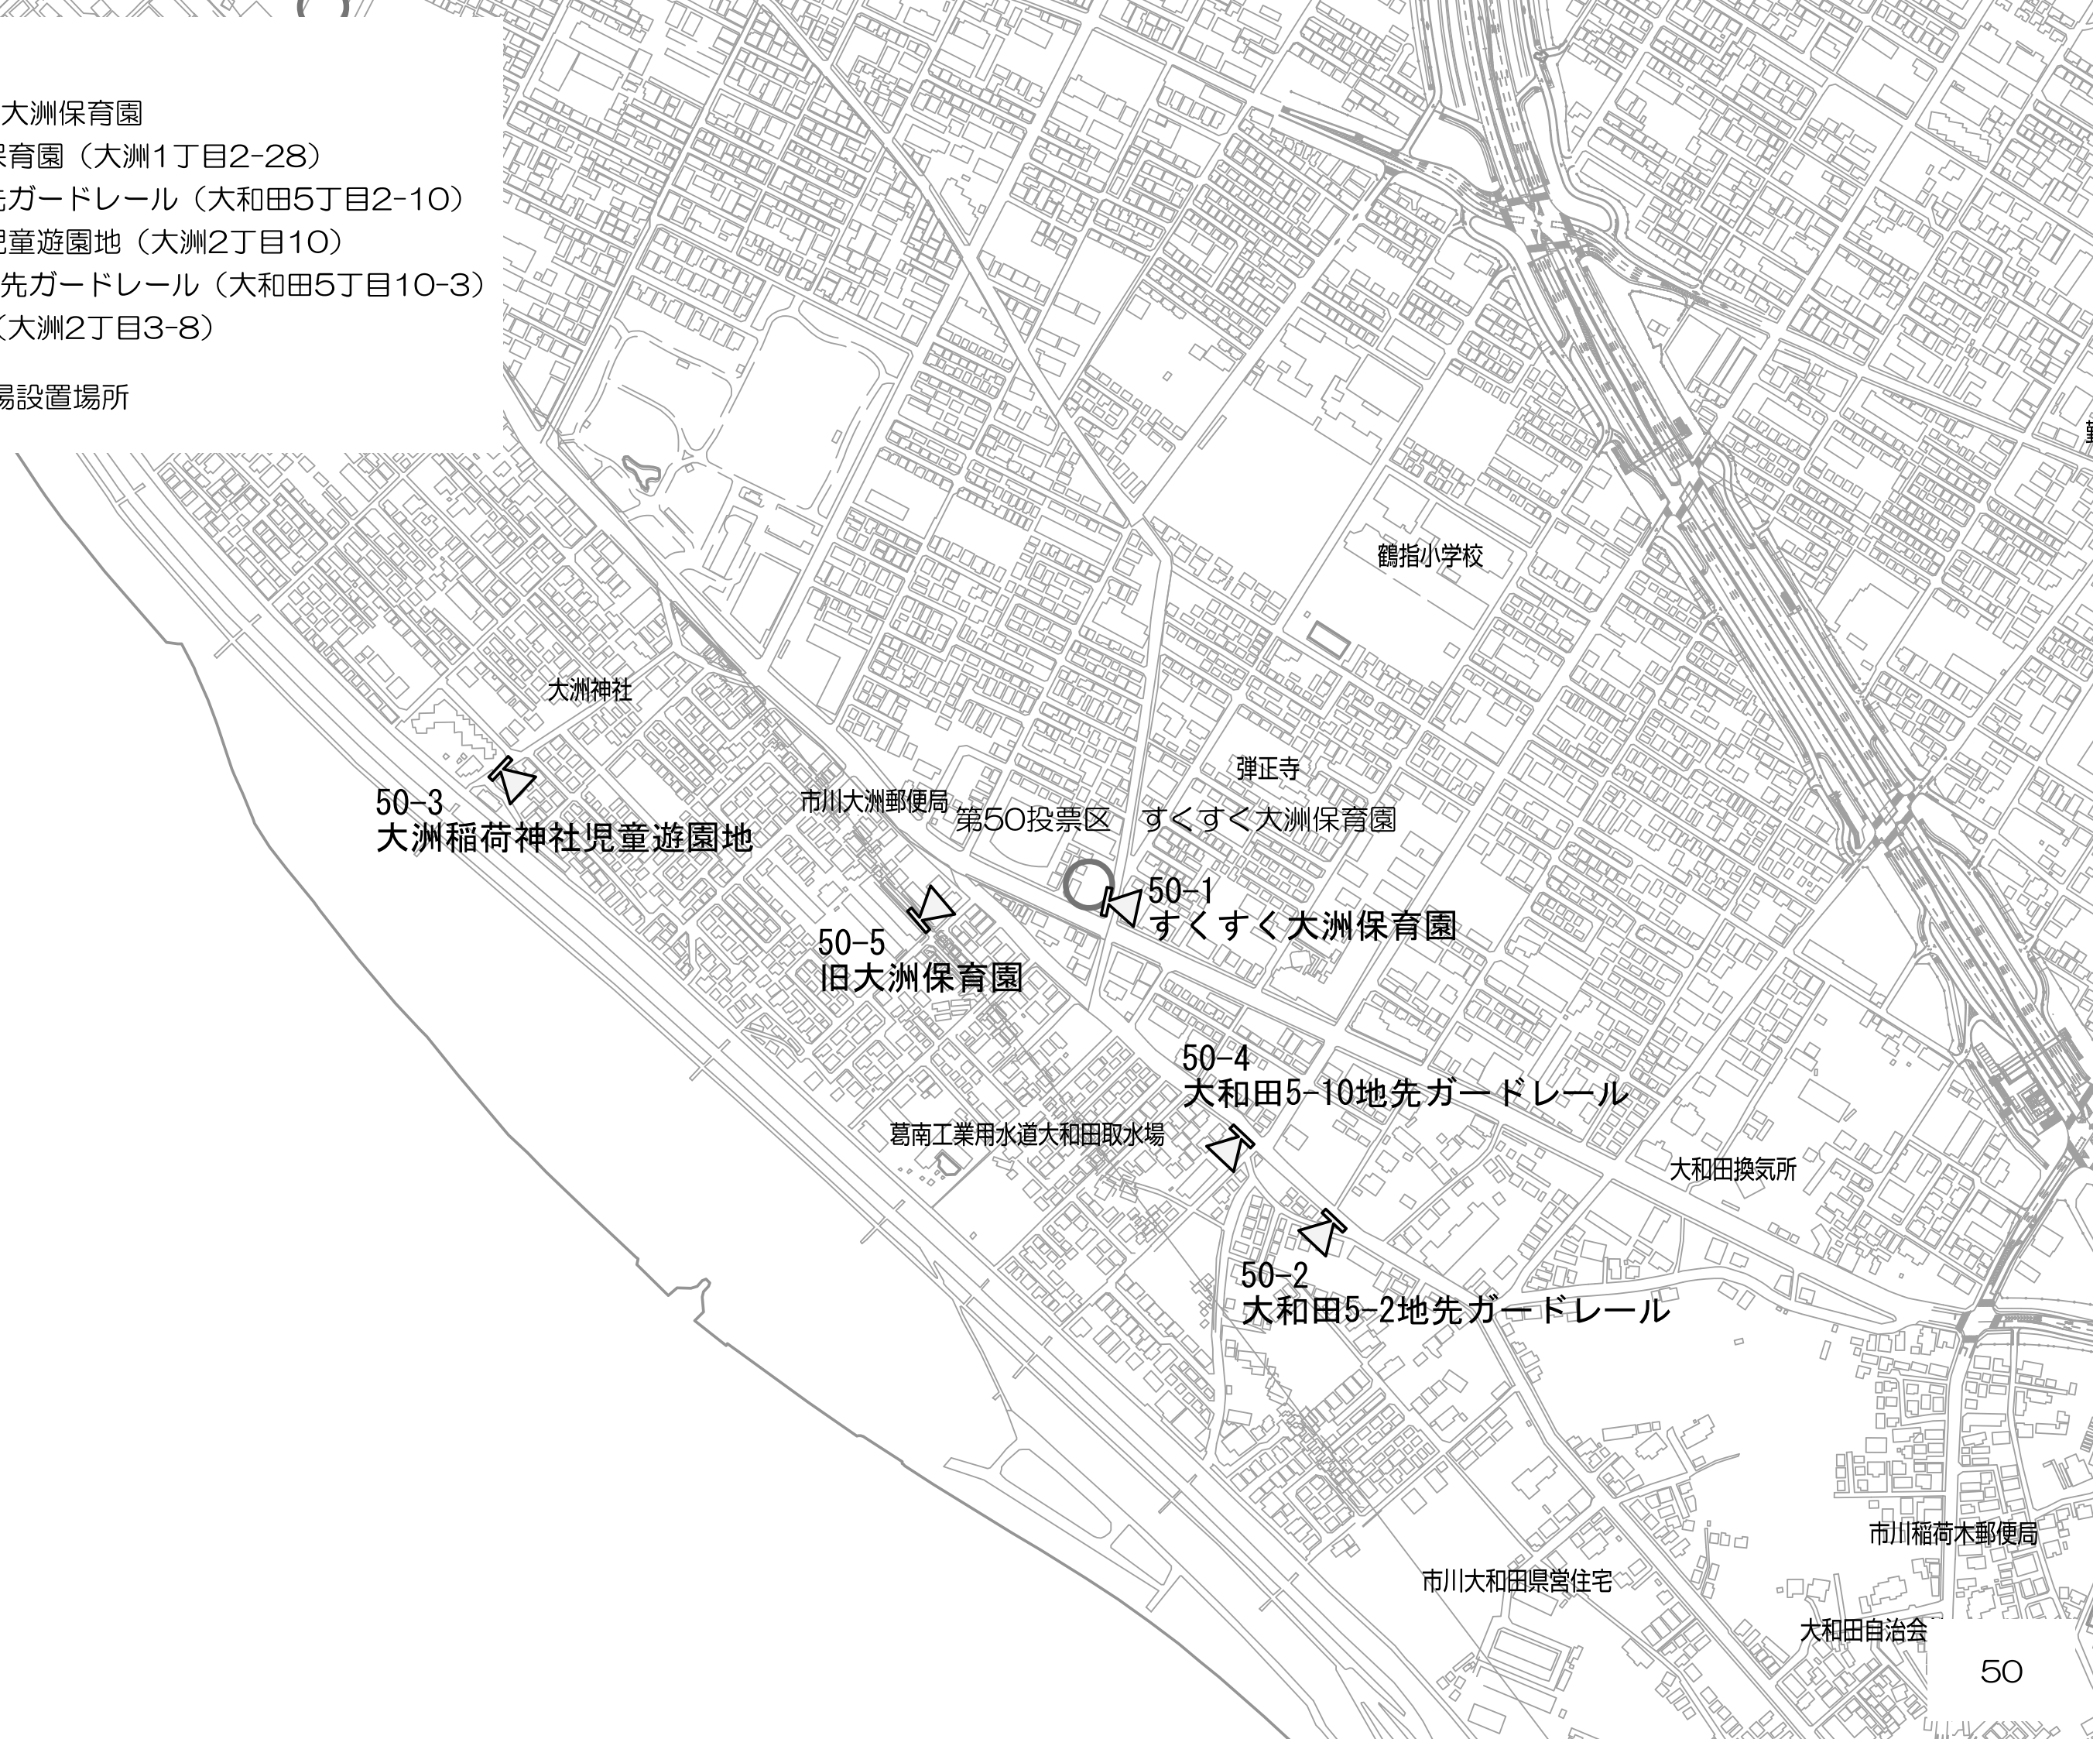 大洲保育園
保育園（大洲1丁目2-28）
先ガードレール（大和田5丁目2-10）
児童遊園地（大洲2丁目10）
先ガードレール（大和田5丁目10-3）
（大洲2丁目3-8）
場設置場所
鶴指小学校
大洲神社
弾正寺
50-3
大洲稲荷神社児童遊園地
市川大洲郵便局
第50投票区　すくすく大洲保育園
50-1
すくすく大洲保育園
50-5
旧大洲保育園
50-4
大和田5-10地先ガードレール
葛南工業用水道大和田取水場
大和田換気所
50-2
大和田5-2地先ガードレール
市川稲荷木郵便局
市川大和田県営住宅
大和田自治会
50